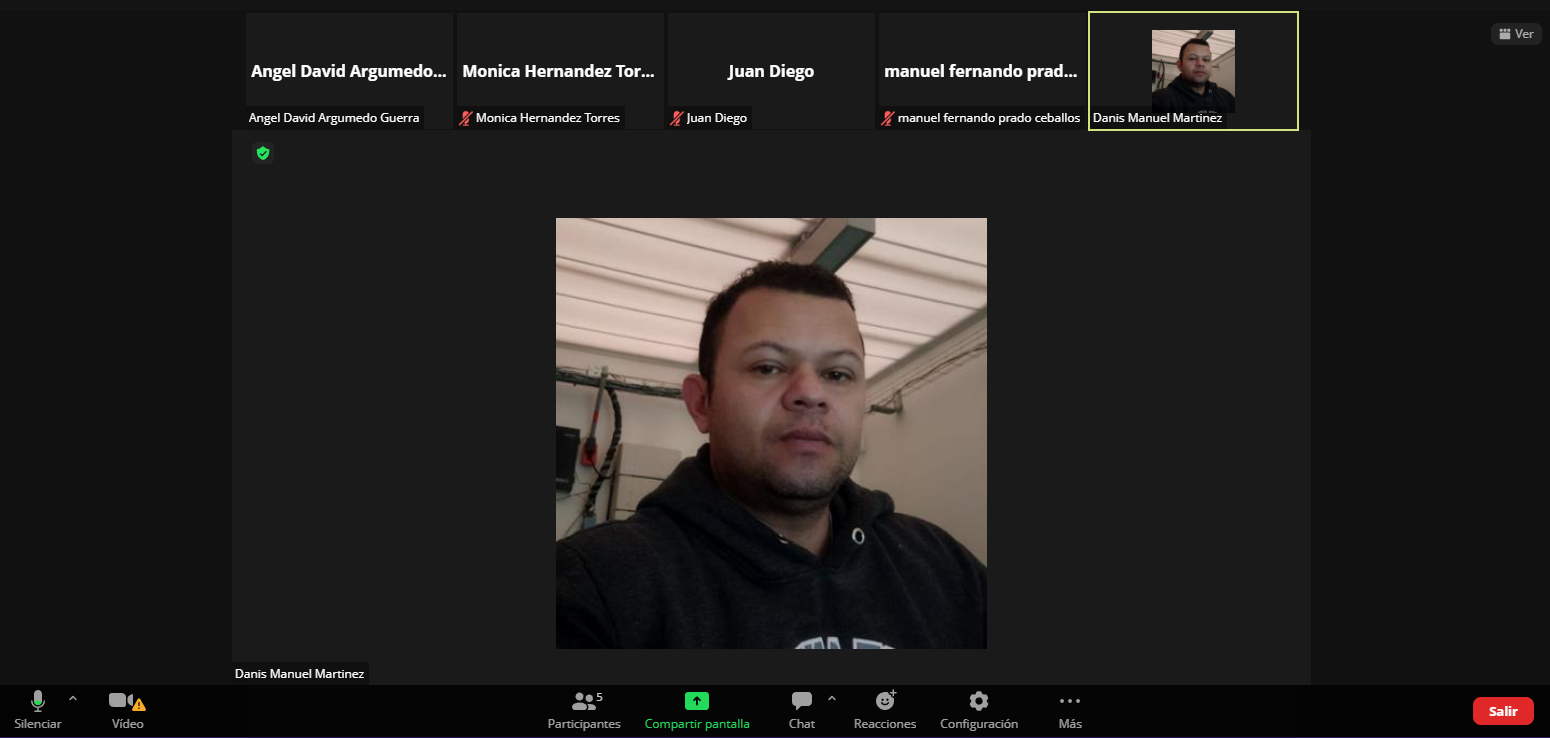 Ver
Angel David Argumedo...
Monica Hernandez Tor...
Juan Diego
manuel fernando prad...
Angel David Argumedo Guerra
Monica Hernandez Torres
Juan Diego
manuel fernando prado ceballos
Danis Manuel Martinez
Danis Manuel Martinez
5
Silenciar
Vídeo
Participantes
Compartir pantalla
Chat
Reacciones
Configuración
Más
Salir